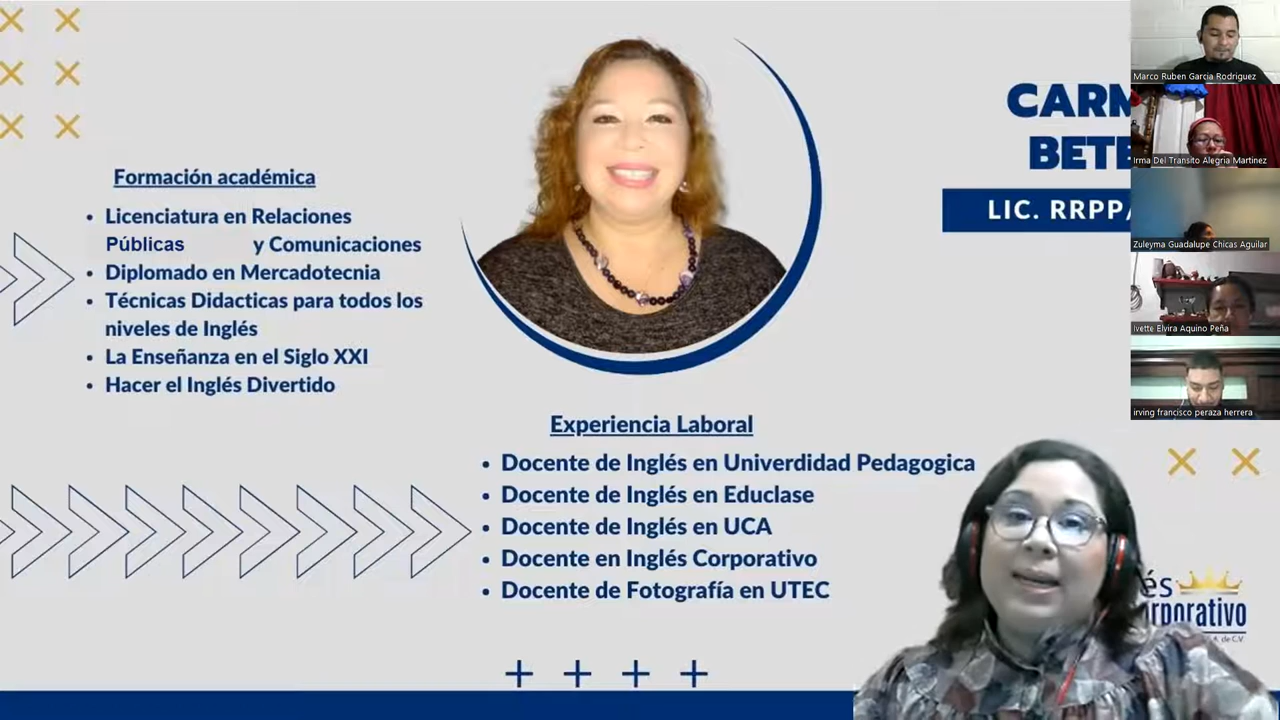 Formación académica
Licenciatura en Relaciones
Públicas y Comunicaciones
Diplomado en Mercadotecnia
Técnicas Didacticas para todos los
niveles de Inglés
La Enseñanza en el Siglo XXI
Hacer el Inglés Divertido
CARM
BETE
LIC. RRPP/
Experiencia Laboral
Docente de Inglés en Univerdidad Pedagogica
Docente de Inglés en Educlase
Docente de Inglés en UCA
Docente en Inglés Corporativo
Docente de Fotografía en UTEC
Marco Ruben Garcia Rodriguez
Irma Del Transito Alegria Martinez
Zuleyma Guadalupe Chicas Aguilar
Ivette Elvira Aquino Peña
irving francisco peraza herrera
és
rporativo
. de C.V.